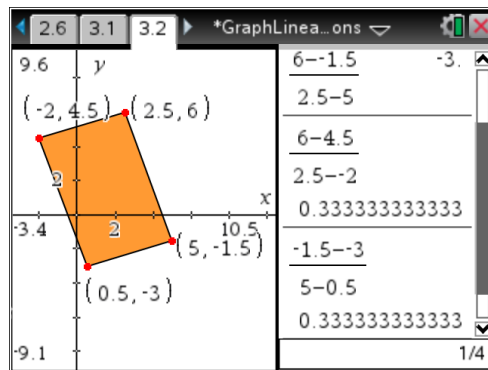 2.6 3.1 3.2 *GraphLinea…ons
9.6 y
(-2, 4.5) (2.5, 6)
2
x
-3.4 2 10.5
(5, -1.5)
(0.5, -3)
-9.1
6−-1.5 -3.
2.5−5
6−4.5
2.5−-2
0.333333333333
-1.5−-3
5−0.5
0.333333333333
1/4